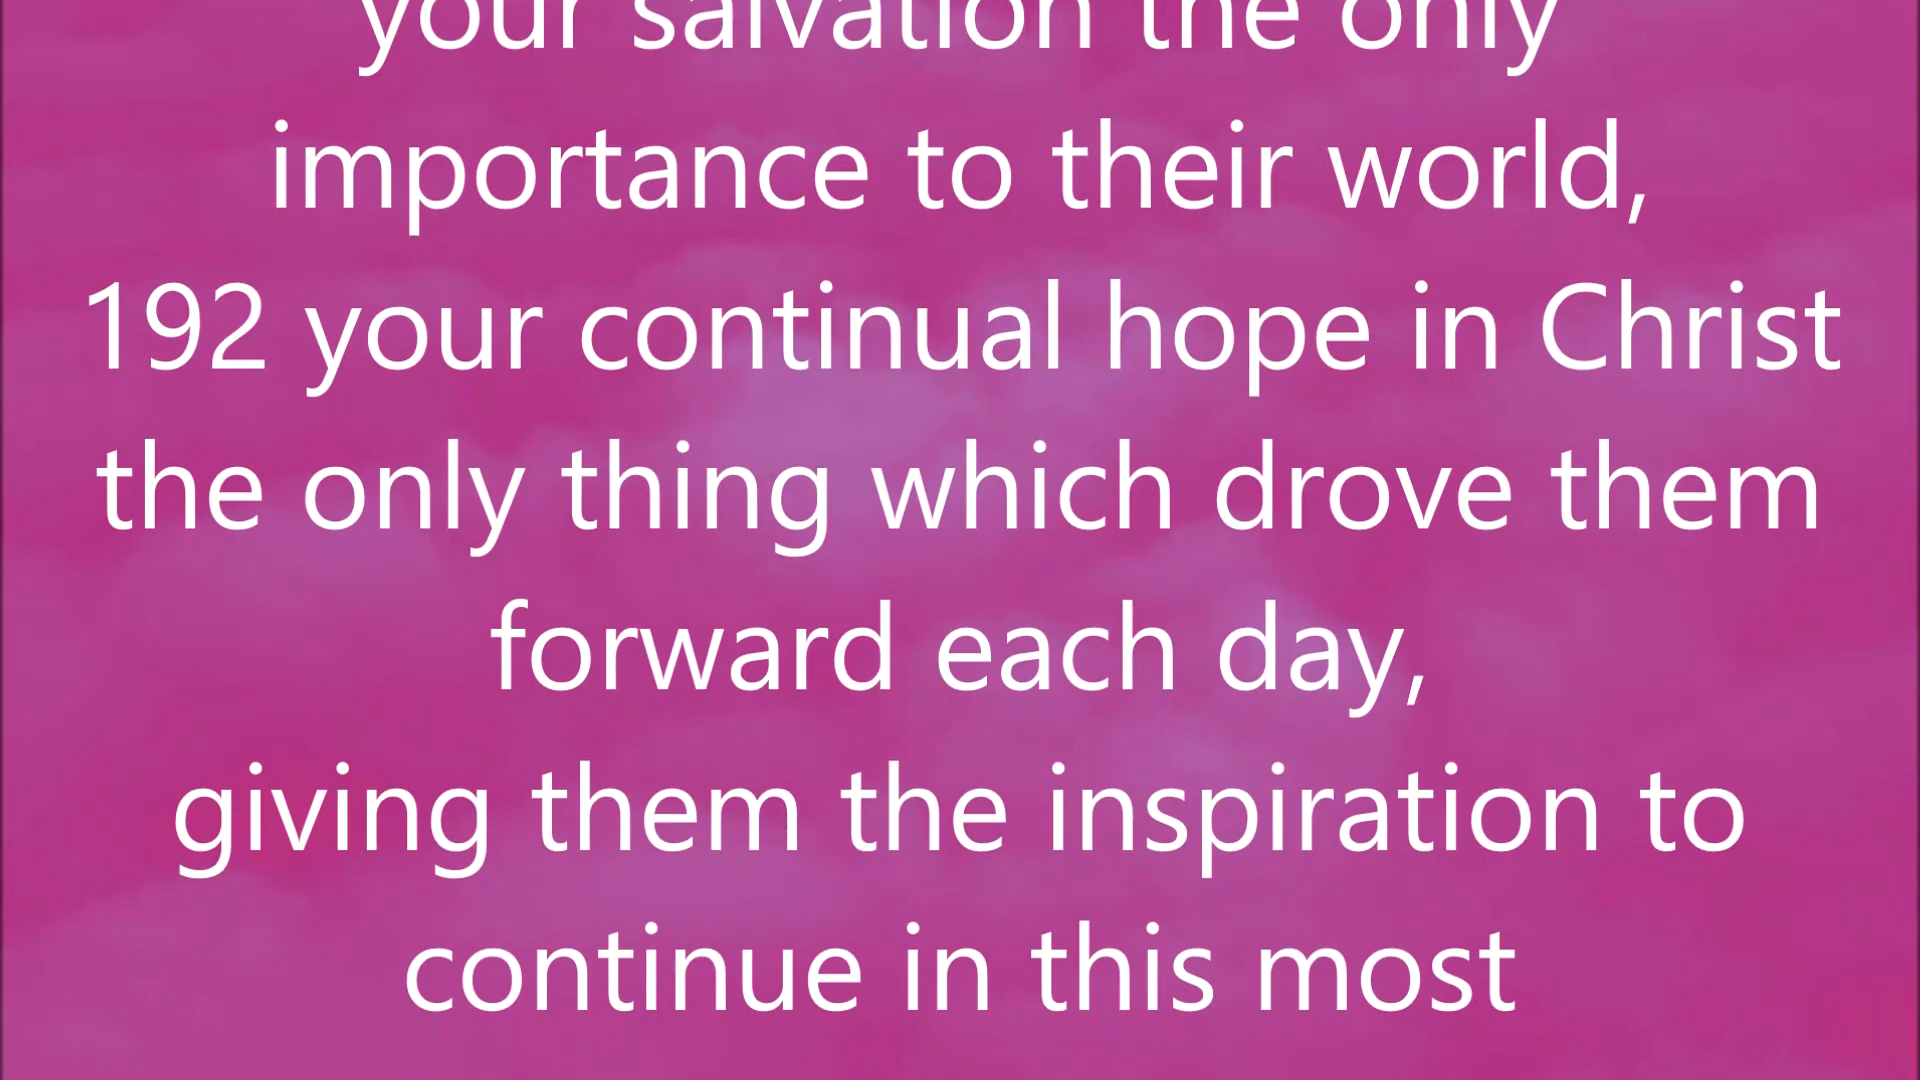 your salvation the only
importance to their world,
192 your continual hope in Christ
the only thing which drove them
forward each day,
giving them the inspiration to
continue in this most